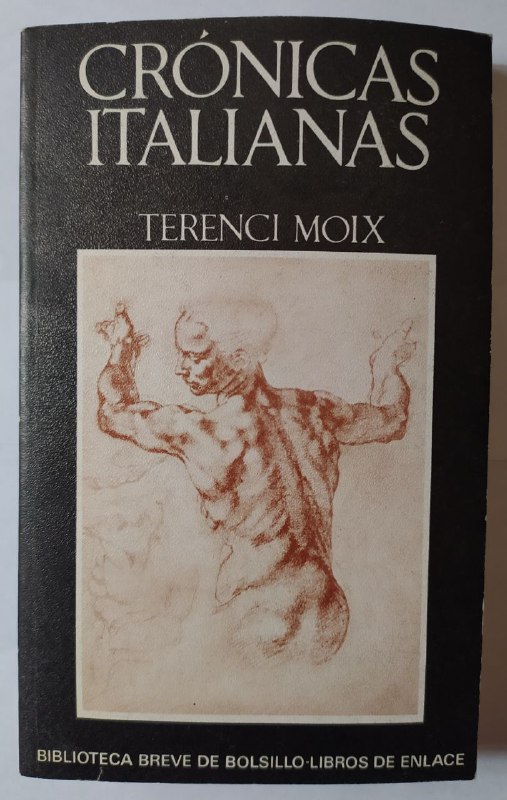 CRÓNICAS
ITALIANAS
TERENCI MOIX
BIBLIOTECA BREVE DE BOLSILLO·LIBROS DE ENLACE